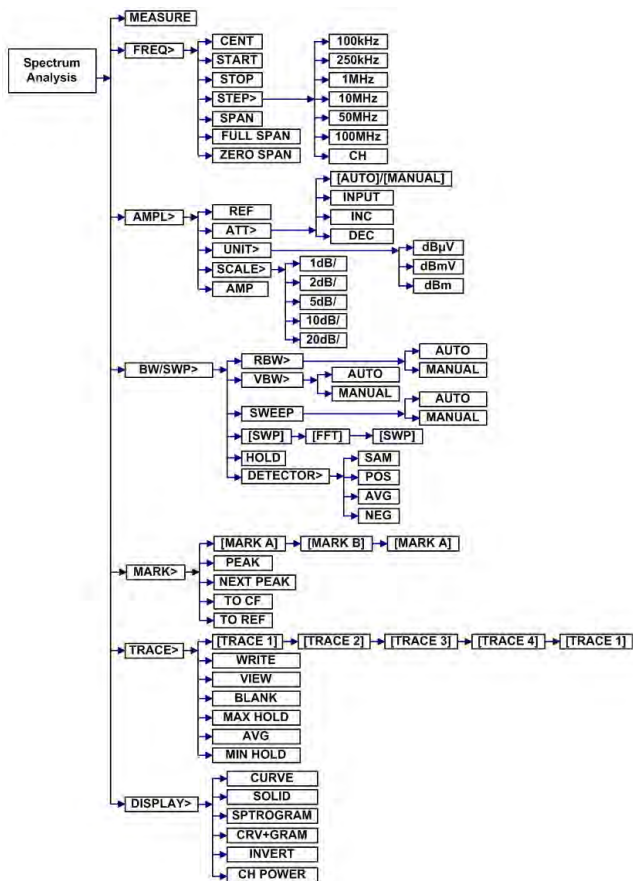 Spectrum
Analysis
MEASURE
FREQ>
CENT
START
STOP
STEP>
100kHz
250kHz
1MHz
10MHz
50MHz
100MHz
CH
SPAN
FULL SPAN
ZERO SPAN
AMPL>
REF
ATT>
[AUTO]/[MANUAL]
INPUT
INC
DEC
UNIT>
dBµV
dBmV
dBm
SCALE>
1dB/
2dB/
5dB/
10dB/
20dB/
AMP
BW/SWP>
RBW>
AUTO
MANUAL
VBW>
AUTO
MANUAL
SWEEP
AUTO
MANUAL
[SWP] [FFT] [SWP]
HOLD
DETECTOR>
SAM
POS
AVG
NEG
MARK>
[MARK A] [MARK B] [MARK A]
PEAK
NEXT PEAK
TO CF
TO REF
TRACE>
[TRACE 1] [TRACE 2] [TRACE 3] [TRACE 4] [TRACE 1]
WRITE
VIEW
BLANK
MAX HOLD
AVG
MIN HOLD
DISPLAY>
CURVE
SOLID
SPTROGRAM
CRV+GRAM
INVERT
CH POWER